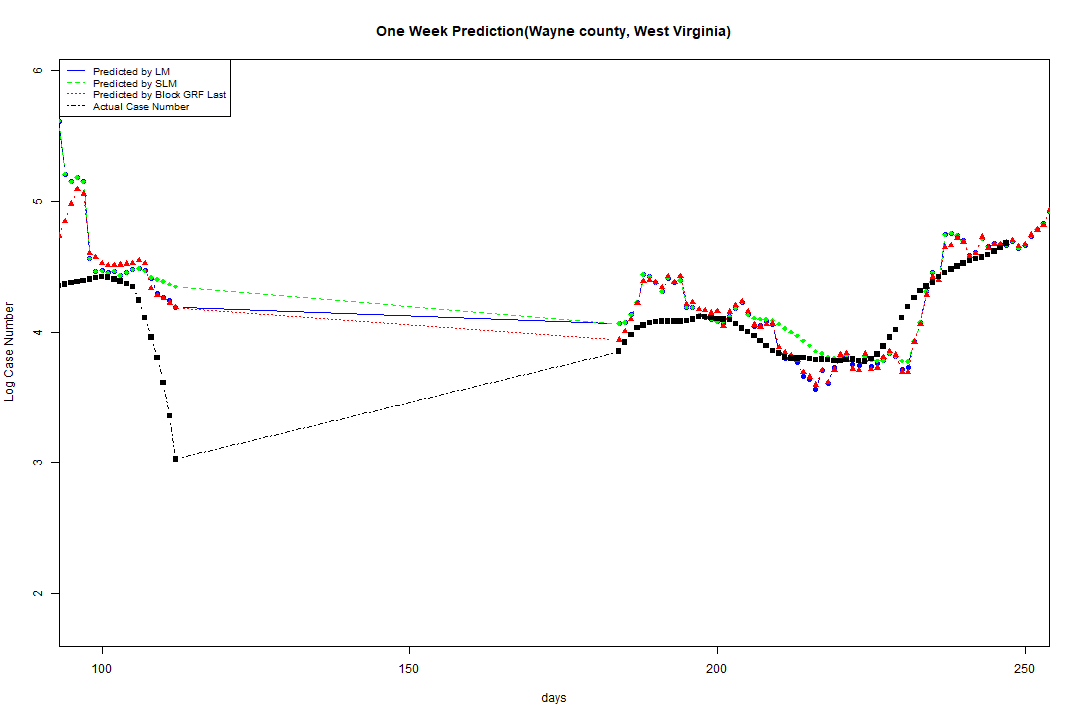 One Week Prediction(Wayne county, West Virginia)
Predicted by LM
Predicted by SLM
Predicted by Block GRF Last
Actual Case Number
6
5
4
3
2
Log Case Number
100 150 200 250
days